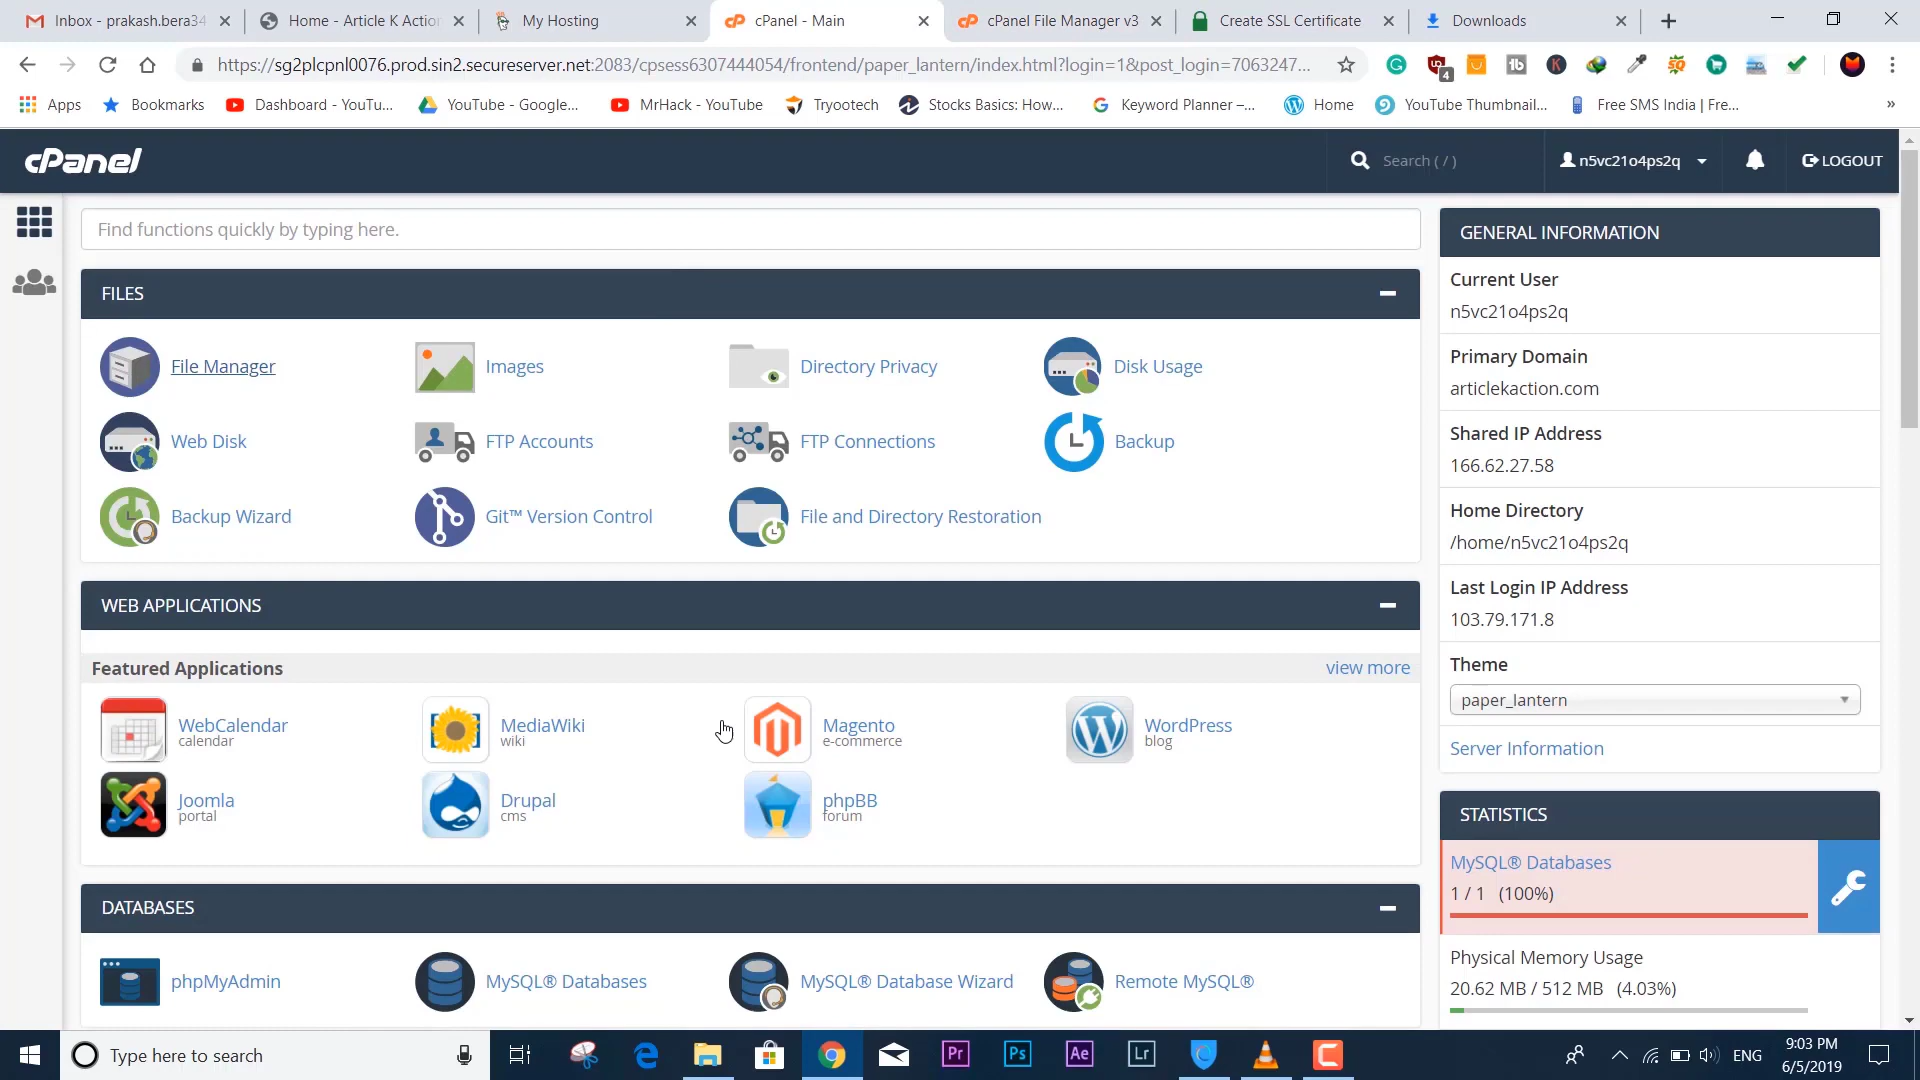 Inbox - prakash.bera34
Home - Article K Action
My Hosting
cPanel - Main
cPanel File Manager v3
Create SSL Certificate
Downloads
https://sg2plcpnl0076.prod.sin2.secureserver.net:2083/cpsess6307444054/frontend/paper_lantern/index.html?login=1&post_login=7063247...
4
Apps
Bookmarks
Dashboard - YouTu...
YouTube - Google...
MrHack - YouTube
Tryootech
Stocks Basics: How...
Keyword Planner –...
Home
YouTube Thumbnail...
Free SMS India | Fre...
»
cPanel
Search ( / )
n5vc21o4ps2q
LOGOUT
Find functions quickly by typing here.
FILES
File Manager
Images
Directory Privacy
Disk Usage
Web Disk
FTP Accounts
FTP Connections
Backup
Backup Wizard
Git™ Version Control
File and Directory Restoration
WEB APPLICATIONS
Featured Applications
view more
WebCalendar
calendar
MediaWiki
wiki
Magento
e-commerce
WordPress
blog
Joomla
portal
Drupal
cms
phpBB
forum
DATABASES
phpMyAdmin
MySQL® Databases
MySQL® Database Wizard
Remote MySQL®
GENERAL INFORMATION
Current User
n5vc21o4ps2q
Primary Domain
articlekaction.com
Shared IP Address
166.62.27.58
Home Directory
/home/n5vc21o4ps2q
Last Login IP Address
103.79.171.8
Theme
paper_lantern
Server Information
STATISTICS
MySQL® Databases
1 / 1 (100%)
Physical Memory Usage
20.62 MB / 512 MB (4.03%)
Type here to search
Pr
Ps
Ae
Lr
ENG
9:03 PM
6/5/2019